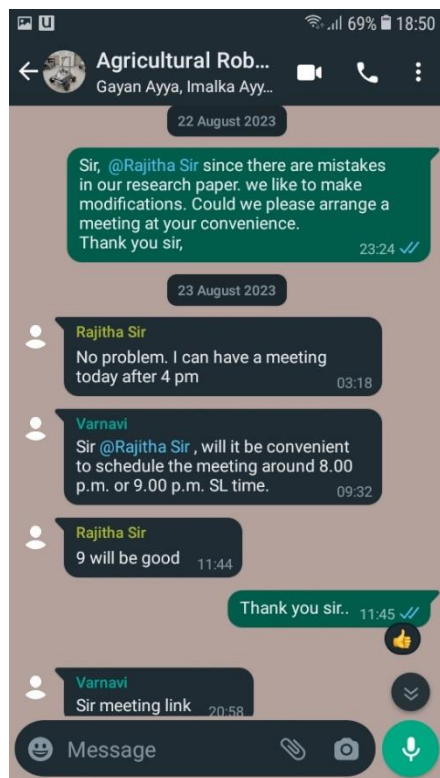 69% 18:50
Agricultural Rob...
Gayan Ayya, Imalka Ayy...
22 August 2023
Sir, @Rajitha Sir since there are mistakes
in our research paper. we like to make
modifications. Could we please arrange a
meeting at your convenience.
Thank you sir,
23:24
23 August 2023
Rajitha Sir
No problem. I can have a meeting
today after 4 pm
03:18
Varnavi
Sir @Rajitha Sir , will it be convenient
to schedule the meeting around 8.00
p.m. or 9.00 p.m. SL time.
09:32
Rajitha Sir
9 will be good 11:44
Thank you sir.. 11:45
Varnavi
Sir meeting link 20:58
Message